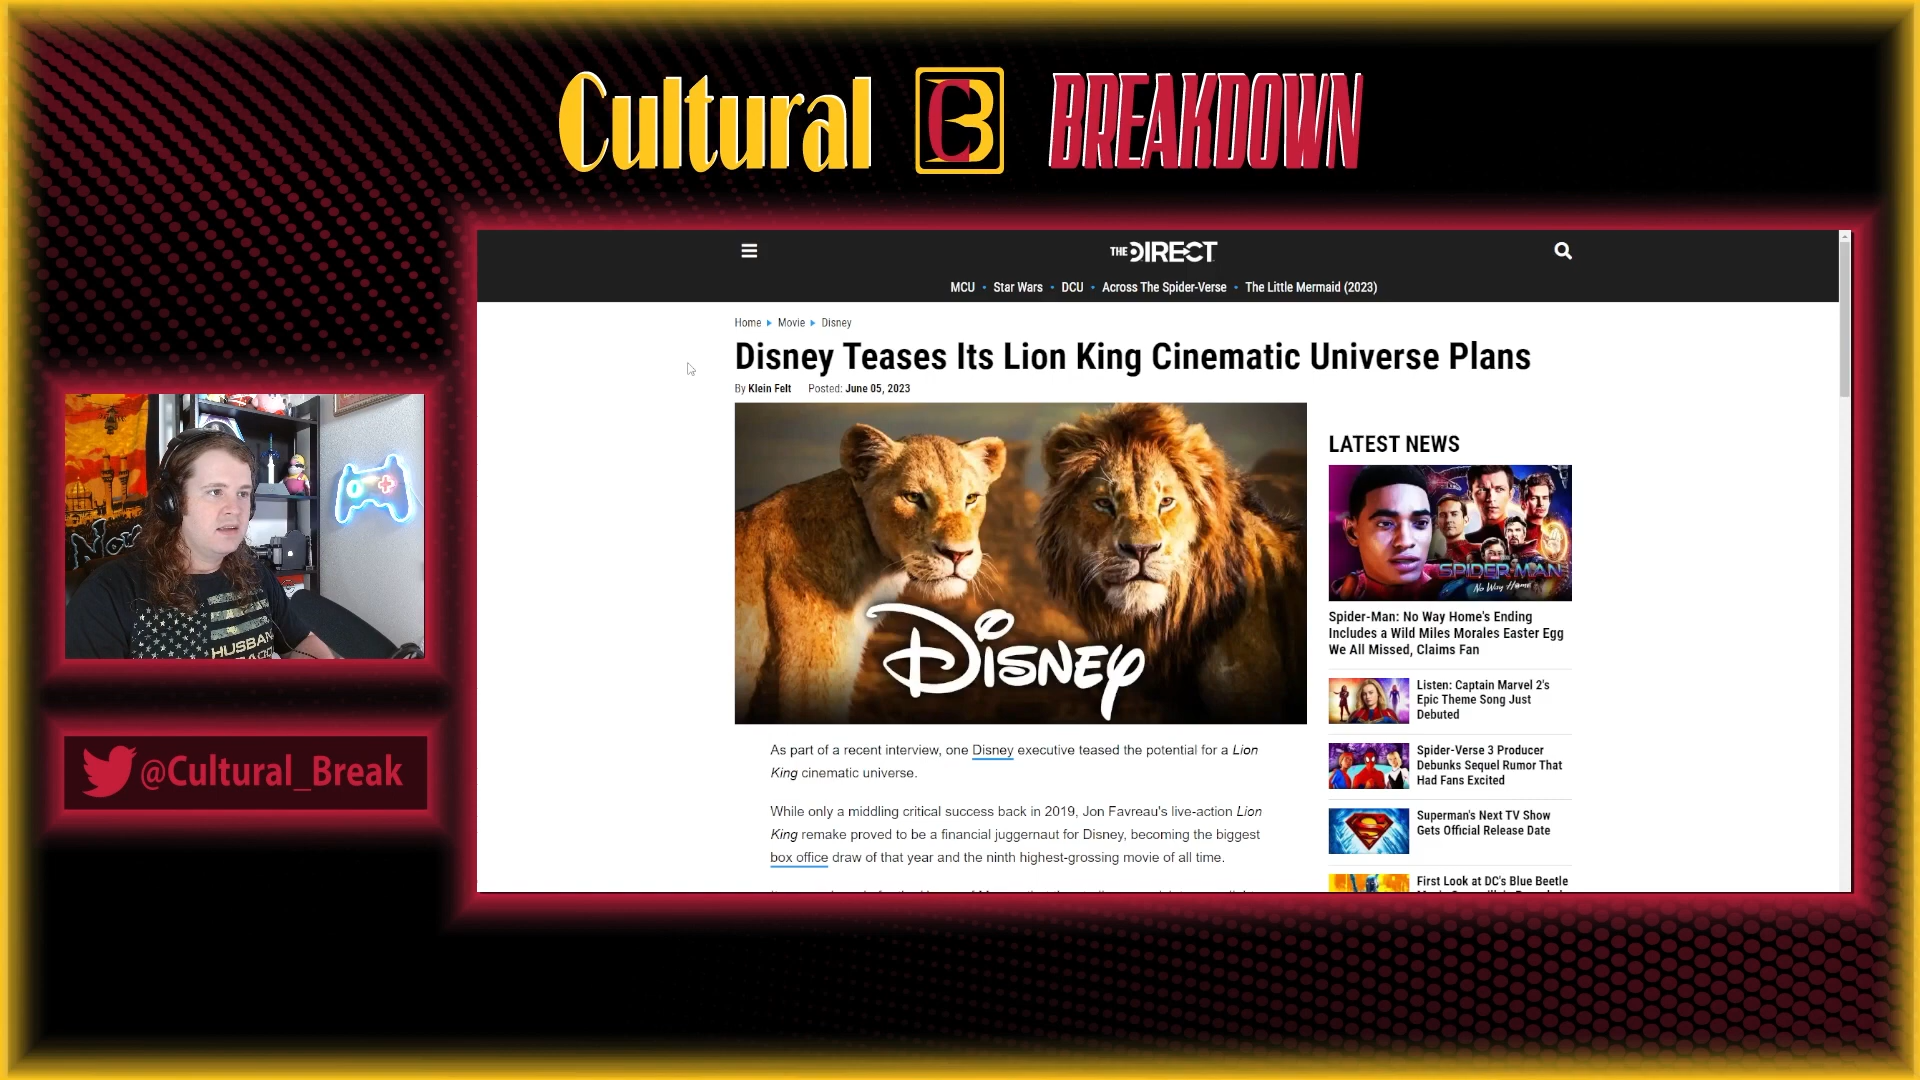 Cultural CB BREAKDOWN
THE DIRECT
MCU • Star Wars • DCU • Across The Spider-Verse • The Little Mermaid (2023)
Home ▸ Movie ▸ Disney
Disney Teases Its Lion King Cinematic Universe Plans
By Klein Felt Posted: June 05, 2023
DISNEY
As part of a recent interview, one Disney executive teased the potential for a Lion
King cinematic universe.
While only a middling critical success back in 2019, Jon Favreau's live-action Lion
King remake proved to be a financial juggernaut for Disney, becoming the biggest
box office draw of that year and the ninth highest-grossing movie of all time.
LATEST NEWS
SPIDER-MAN
No Way Home
Spider-Man: No Way Home's Ending
Includes a Wild Miles Morales Easter Egg
We All Missed, Claims Fan
Listen: Captain Marvel 2's
Epic Theme Song Just
Debuted
Spider-Verse 3 Producer
Debunks Sequel Rumor That
Had Fans Excited
Superman's Next TV Show
Gets Official Release Date
First Look at DC's Blue Beetle
HUSBAN
@Cultural_Break